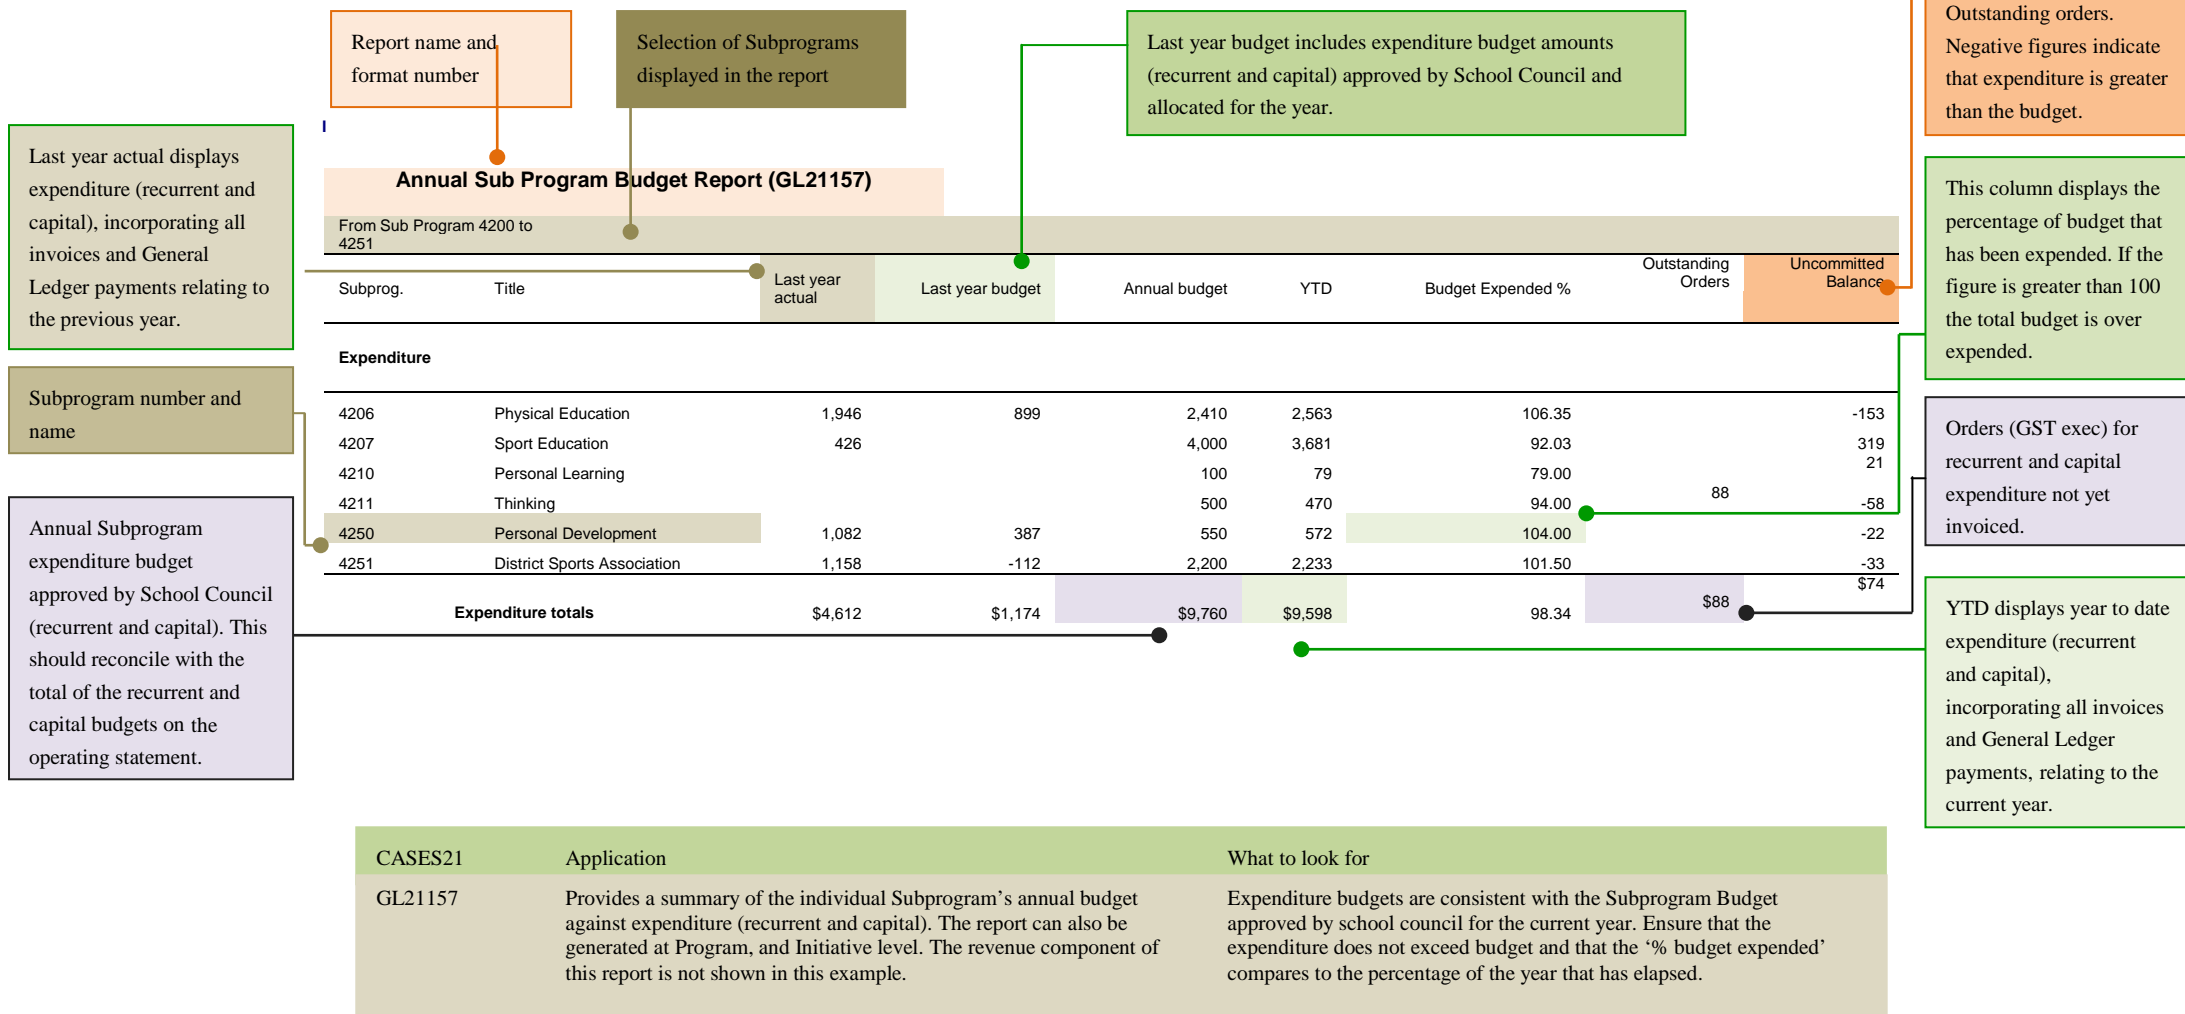 Report name and
format number
Selection of Subprograms
displayed in the report
Last year budget includes expenditure budget amounts
(recurrent and capital) approved by School Council and
allocated for the year.
Outstanding orders.
Negative figures indicate
that expenditure is greater
than the budget.
Last year actual displays
expenditure (recurrent and
capital), incorporating all
invoices and General
Ledger payments relating to
the previous year.
Subprogram number and
name
Annual Subprogram
expenditure budget
approved by School Council
(recurrent and capital). This
should reconcile with the
total of the recurrent and
capital budgets on the
operating statement.
Annual Sub Program Budget Report (GL21157)
From Sub Program 4200 to
4251
Subprog. Title Last year actual Last year budget Annual budget YTD Budget Expended % Outstanding Orders Uncommitted Balance
Expenditure
4206 Physical Education 1,946 899 2,410 2,563 106.35 -153
4207 Sport Education 426 4,000 3,681 92.03 319
4210 Personal Learning 100 79 79.00 21
4211 Thinking 500 470 94.00 88 -58
4250 Personal Development 1,082 387 550 572 104.00 -22
4251 District Sports Association 1,158 -112 2,200 2,233 101.50 -33
Expenditure totals $4,612 $1,174 $9,760 $9,598 98.34 $88 $74
This column displays the
percentage of budget that
has been expended. If the
figure is greater than 100
the total budget is over
expended.
Orders (GST exec) for
recurrent and capital
expenditure not yet
invoiced.
YTD displays year to date
expenditure (recurrent
and capital),
incorporating all invoices
and General Ledger
payments, relating to the
current year.
CASES21 Application What to look for
GL21157
Provides a summary of the individual Subprogram’s annual budget
against expenditure (recurrent and capital). The report can also be
generated at Program, and Initiative level. The revenue component of
this report is not shown in this example.
Expenditure budgets are consistent with the Subprogram Budget
approved by school council for the current year. Ensure that the
expenditure does not exceed budget and that the ‘% budget expended’
compares to the percentage of the year that has elapsed.